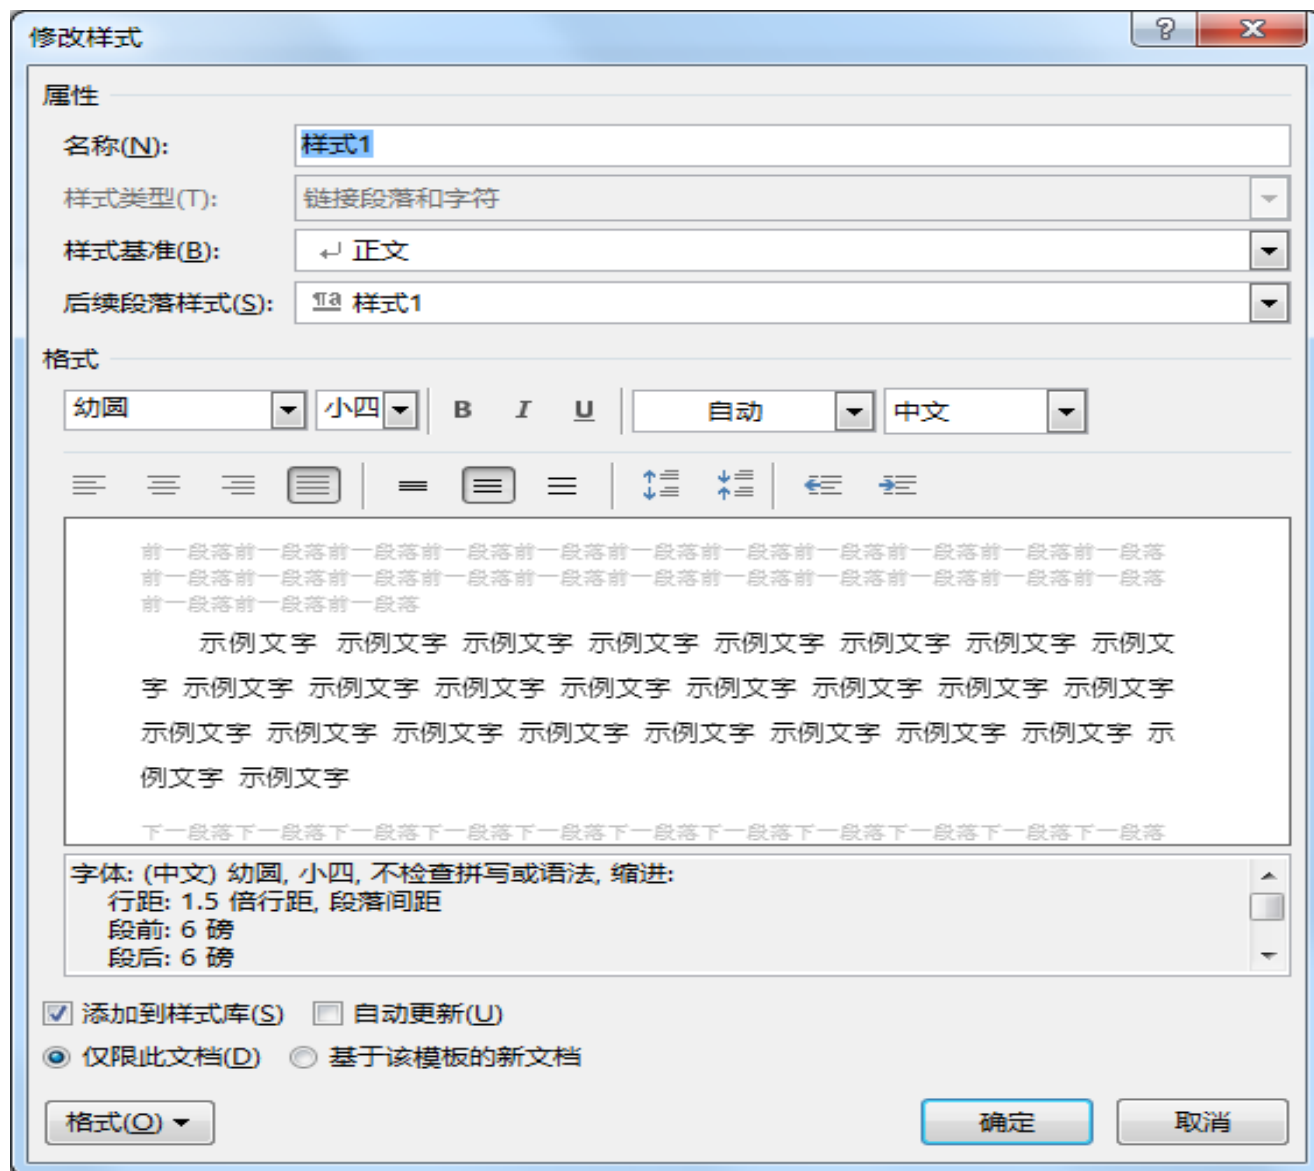 修改样式
属性
名称(N): 样式1
样式类型(T): 链接段落和字符
样式基准(B): 正文
后续段落样式(S): ¶a 样式1
格式
幼圆 小四 B I U 自动 中文
前一段落前一段落前一段落前一段落前一段落前一段落前一段落前一段落前一段落前一段落前一段落
前一段落前一段落前一段落前一段落前一段落前一段落前一段落前一段落前一段落前一段落前一段落
前一段落前一段落前一段落
示例文字 示例文字 示例文字 示例文字 示例文字 示例文字 示例文字 示例文
字 示例文字 示例文字 示例文字 示例文字 示例文字 示例文字 示例文字 示例文字
示例文字 示例文字 示例文字 示例文字 示例文字 示例文字 示例文字 示例文字 示
例文字 示例文字
下一段落下一段落下一段落下一段落下一段落下一段落下一段落下一段落下一段落下一段落下一段落
字体: (中文) 幼圆, 小四, 不检查拼写或语法, 缩进:
行距: 1.5 倍行距, 段落间距
段前: 6 磅
段后: 6 磅
添加到样式库(S) 自动更新(U)
仅限此文档(D) 基于该模板的新文档
格式(O) 确定 取消